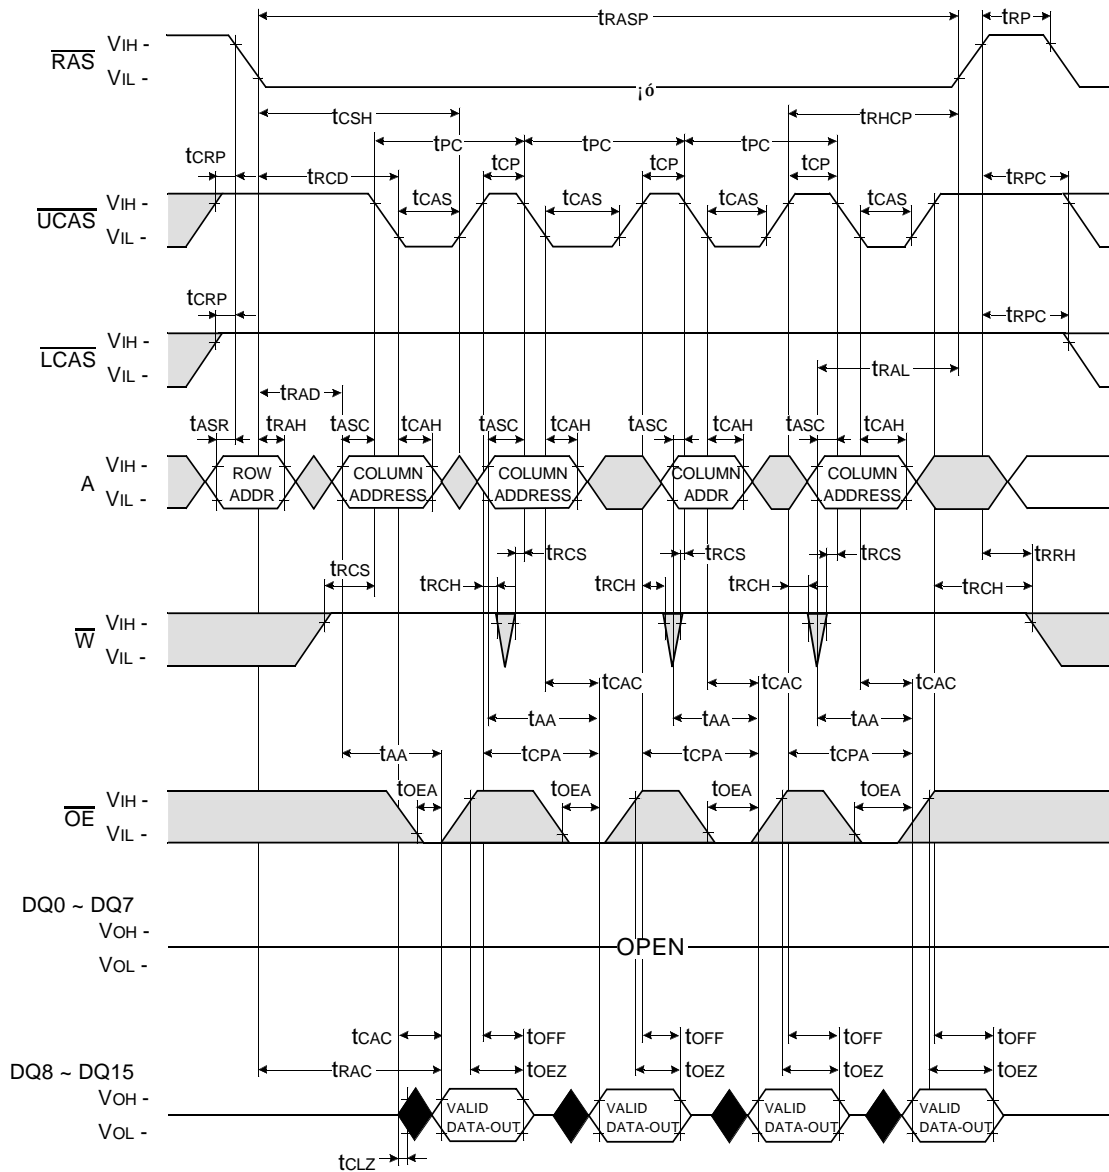 tRASP tRP
RAS VIH -
VIL -
¡ó
tCSH tRHCP
tPC tPC tPC
tCRP tRCD tCP tCP tCP tRPC
UCAS VIH -
VIL -
tCAS tCAS tCAS tCAS
tCRP tRPC
LCAS VIH -
VIL -
tRAL
tRAD
tASR tRAH tASC tCAH tASC tCAH tASC tCAH tASC tCAH
A VIH -
VIL -
ROW ADDR
COLUMN ADDRESS
COLUMN ADDRESS
COLUMN ADDR
COLUMN ADDRESS
tRCS tRCS tRCS tRCS tRRH
tRCH tRCH tRCH tRCH
W VIH -
VIL -
tCAC tCAC tCAC
tAA tAA tAA
tAA tCPA tCPA tCPA
tOEA tOEA tOEA tOEA
OE VIH -
VIL -
DQ0 ~ DQ7
VOH -
VOL -
OPEN
tCAC tOFF tOFF tOFF tOFF
tRAC tOEZ tOEZ tOEZ tOEZ
DQ8 ~ DQ15
VOH -
VOL -
VALID DATA-OUT
VALID DATA-OUT
VALID DATA-OUT
VALID DATA-OUT
tCLZ